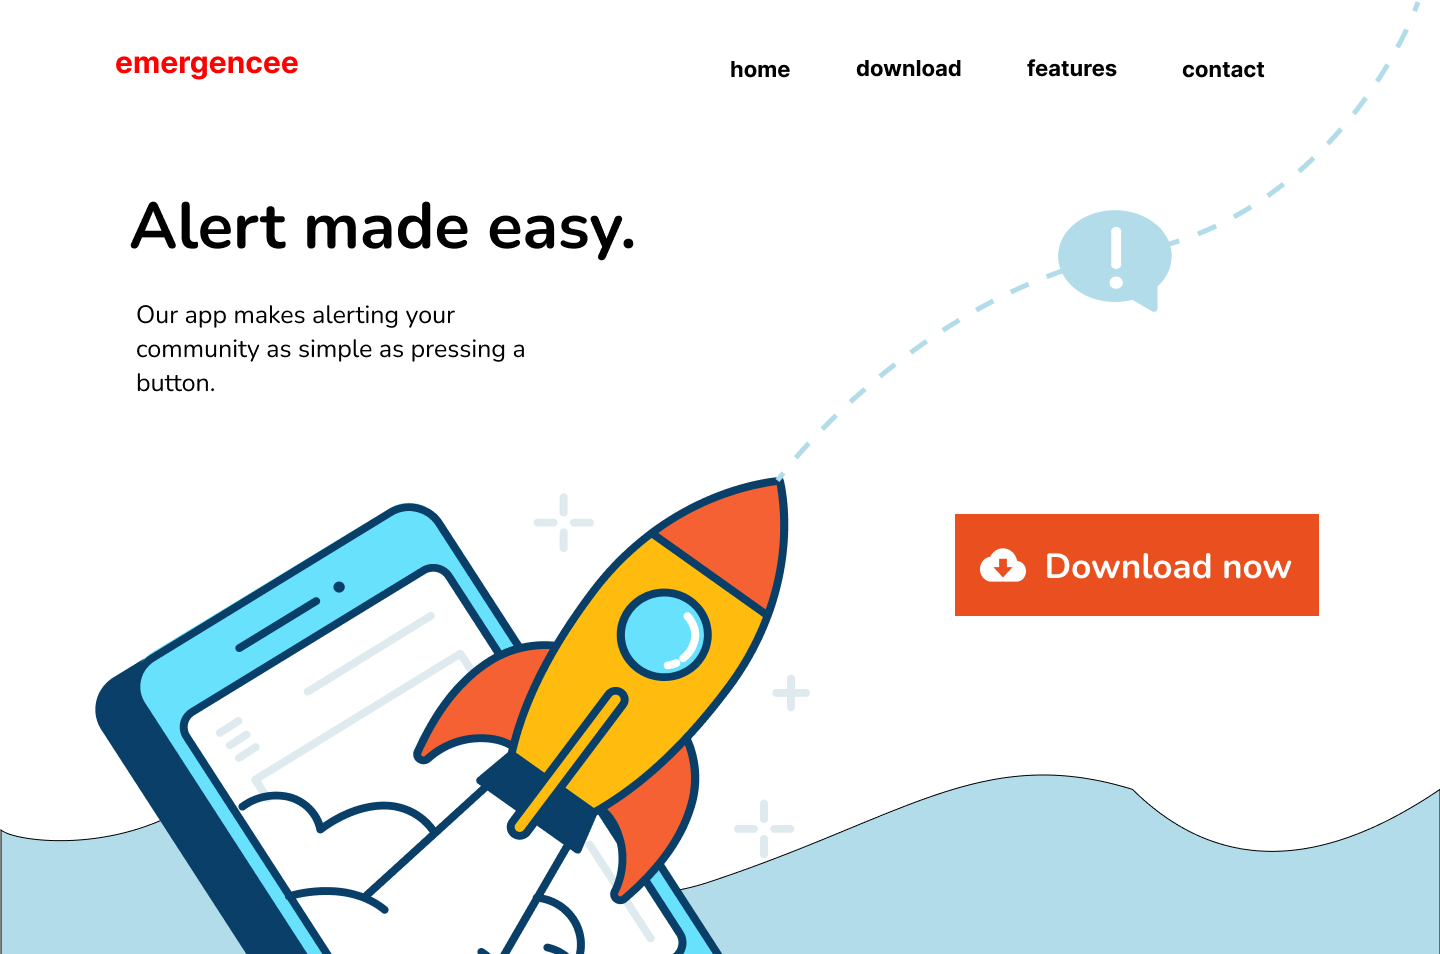 emergencee
home
download
features
contact
Alert made easy.
Our app makes alerting your
community as simple as pressing a
button.
!
Download now